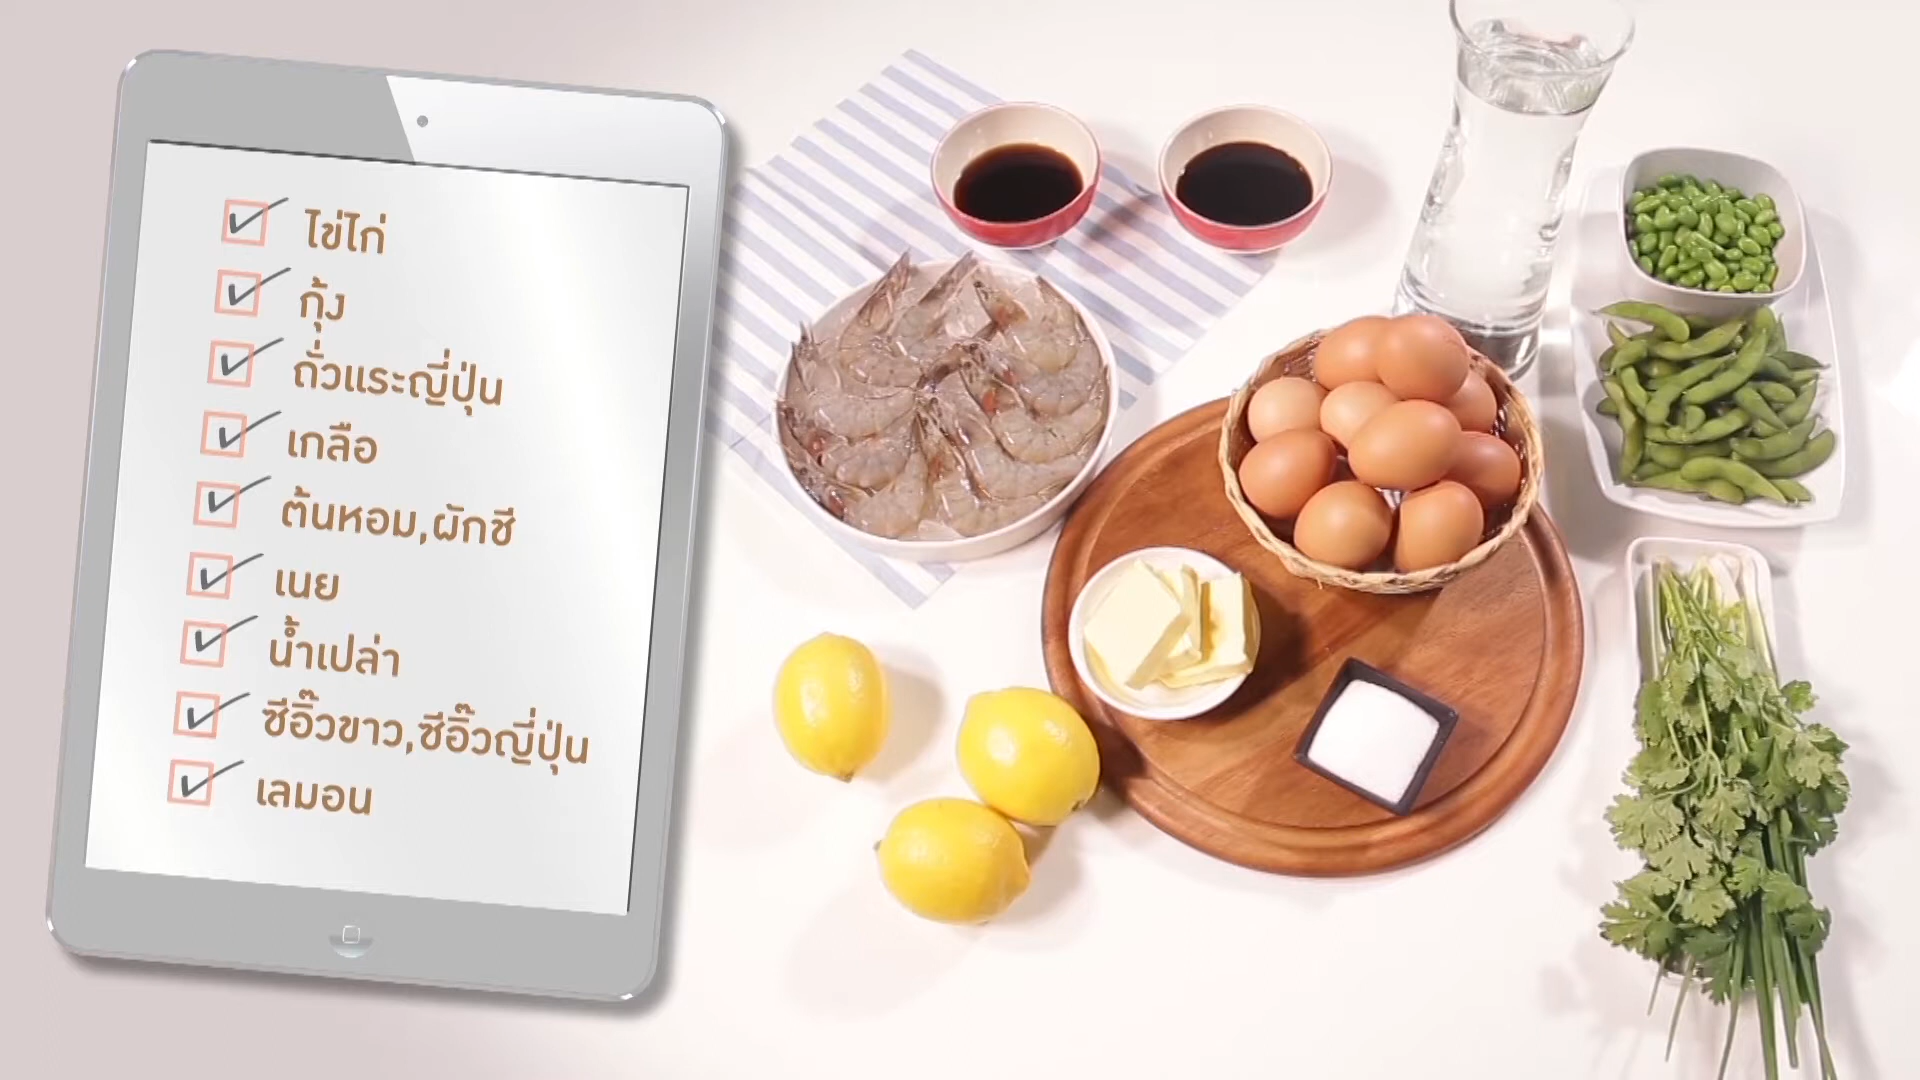 ไข่ไก่
กุ้ง
ถั่วแระญี่ปุ่น
เกลือ
ต้นหอม,ผักชี
เนย
น้ำเปล่า
ซีอิ๊วขาว,ซีอิ๊วญี่ปุ่น
เลมอน